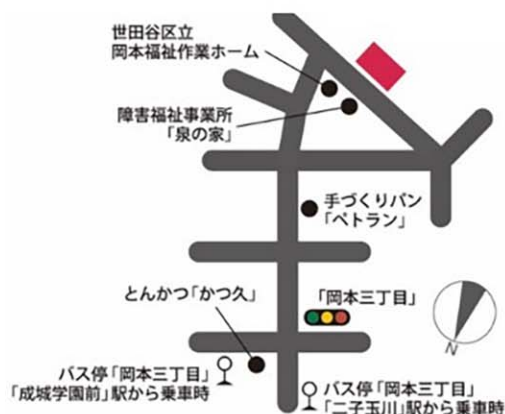 世田谷区立
岡本福祉作業ホーム
障害福祉事業所
「泉の家」
手づくりパン
「ペトラン」
とんかつ「かつ久」
「岡本三丁目」
N
バス停「岡本三丁目」
「成城学園前」駅から乗車時
バス停「岡本三丁目」
「二子玉川」駅から乗車時